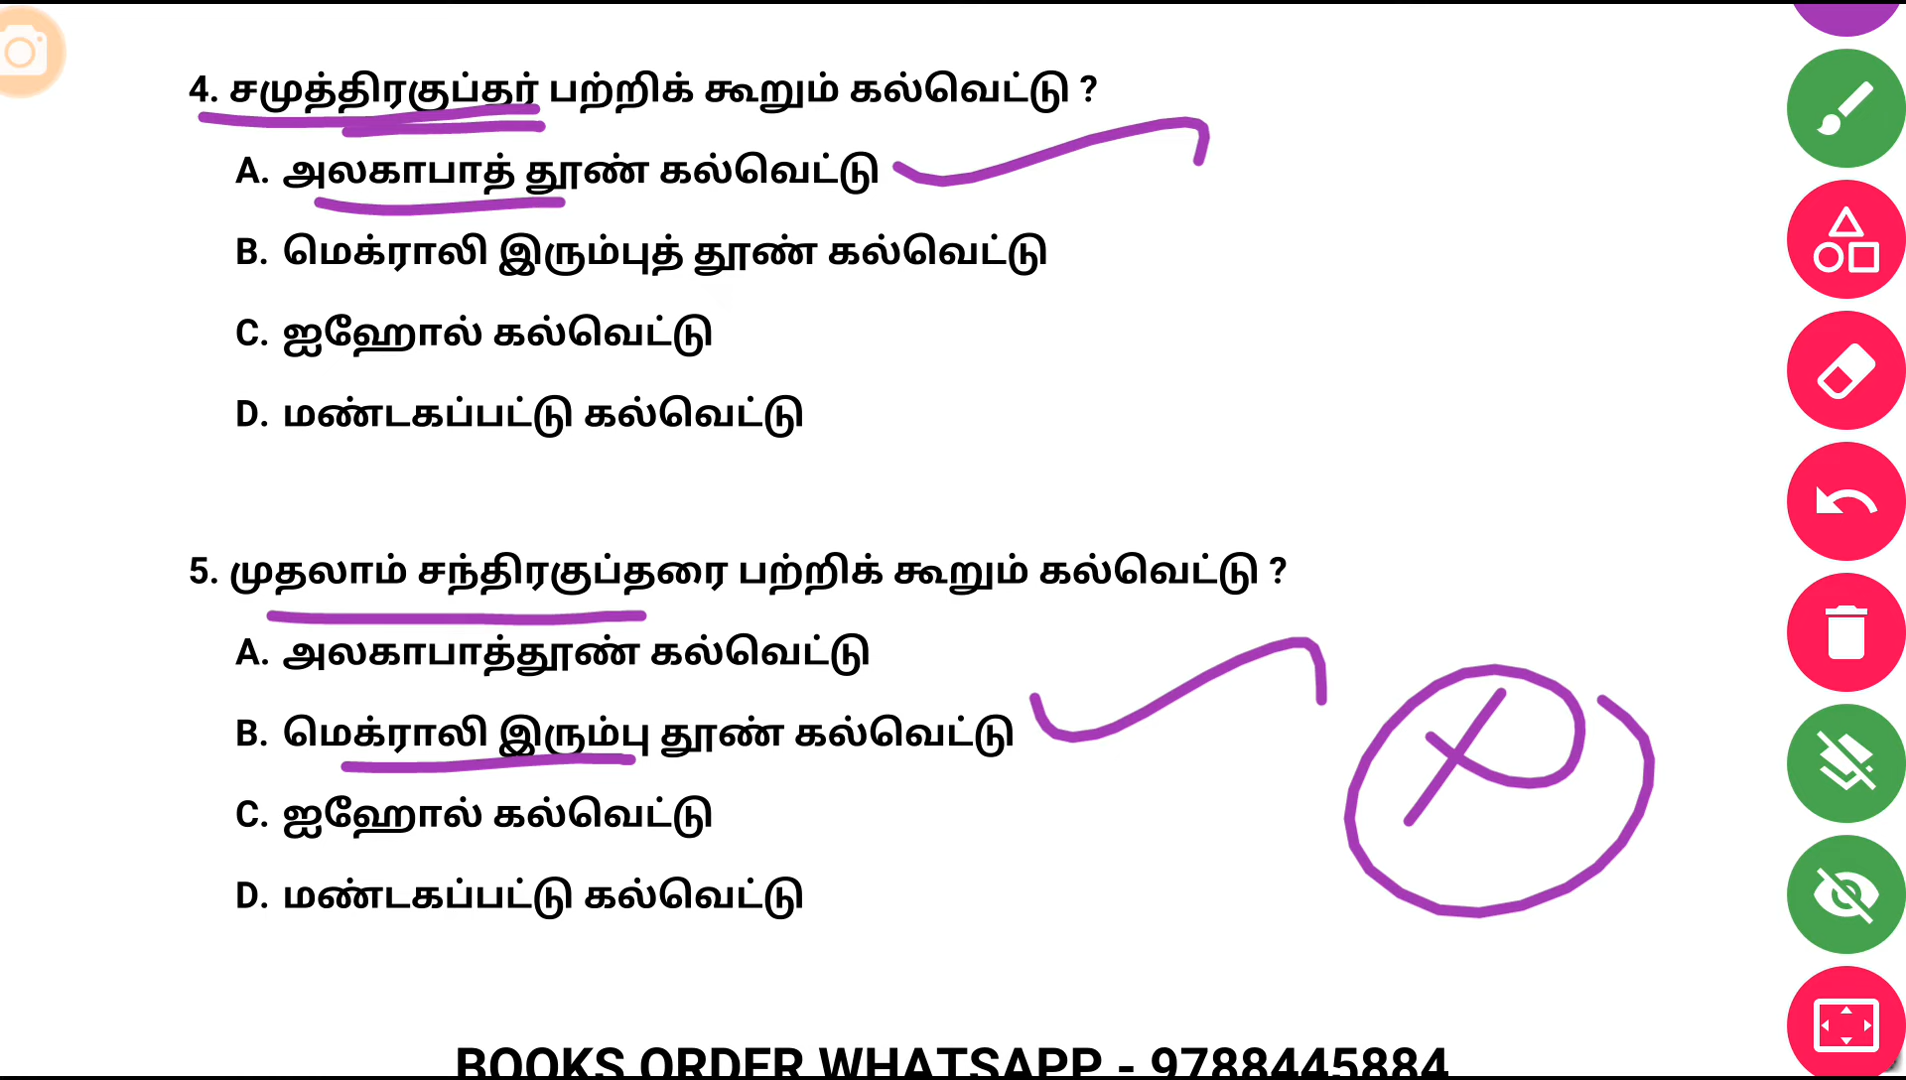 4. சமுத்திரகுப்தர் பற்றிக் கூறும் கல்வெட்டு ?
A. அலகாபாத் தூண் கல்வெட்டு
B. மெக்ராலி இரும்புத் தூண் கல்வெட்டு
C. ஐஹோல் கல்வெட்டு
D. மண்டகப்பட்டு கல்வெட்டு
5. முதலாம் சந்திரகுப்தரை பற்றிக் கூறும் கல்வெட்டு ?
A. அலகாபாத்தூண் கல்வெட்டு
B. மெக்ராலி இரும்பு தூண் கல்வெட்டு
C. ஐஹோல் கல்வெட்டு
D. மண்டகப்பட்டு கல்வெட்டு
BOOKS ORDER WHATSAPP - 9788445884